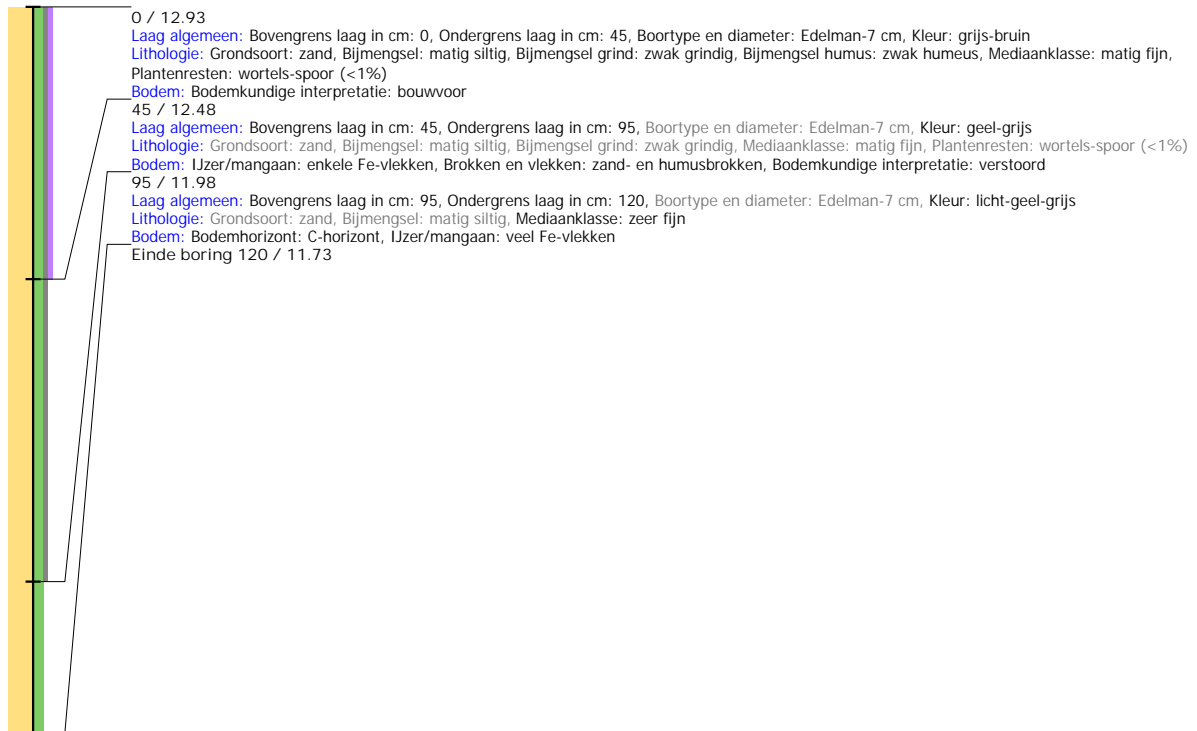 0 / 12.93
Laag algemeen: Bovengrens laag in cm: 0, Ondergrens laag in cm: 45, Boortype en diameter: Edelman-7 cm, Kleur: grijs-bruin
Lithologie: Grondsoort: zand, Bijmengsel: matig siltig, Bijmengsel grind: zwak grindig, Bijmengsel humus: zwak humeus, Mediaanklasse: matig fijn,
Plantenresten: wortels-spoor (<1%)
Bodem: Bodemkundige interpretatie: bouwvoor
45 / 12.48
Laag algemeen: Bovengrens laag in cm: 45, Ondergrens laag in cm: 95, Boortype en diameter: Edelman-7 cm, Kleur: geel-grijs
Lithologie: Grondsoort: zand, Bijmengsel: matig siltig, Bijmengsel grind: zwak grindig, Mediaanklasse: matig fijn, Plantenresten: wortels-spoor (<1%)
Bodem: IJzer/mangaan: enkele Fe-vlekken, Brokken en vlekken: zand- en humusbrokken, Bodemkundige interpretatie: verstoord
95 / 11.98
Laag algemeen: Bovengrens laag in cm: 95, Ondergrens laag in cm: 120, Boortype en diameter: Edelman-7 cm, Kleur: licht-geel-grijs
Lithologie: Grondsoort: zand, Bijmengsel: matig siltig, Mediaanklasse: zeer fijn
Bodem: Bodemhorizont: C-horizont, IJzer/mangaan: veel Fe-vlekken
Einde boring 120 / 11.73